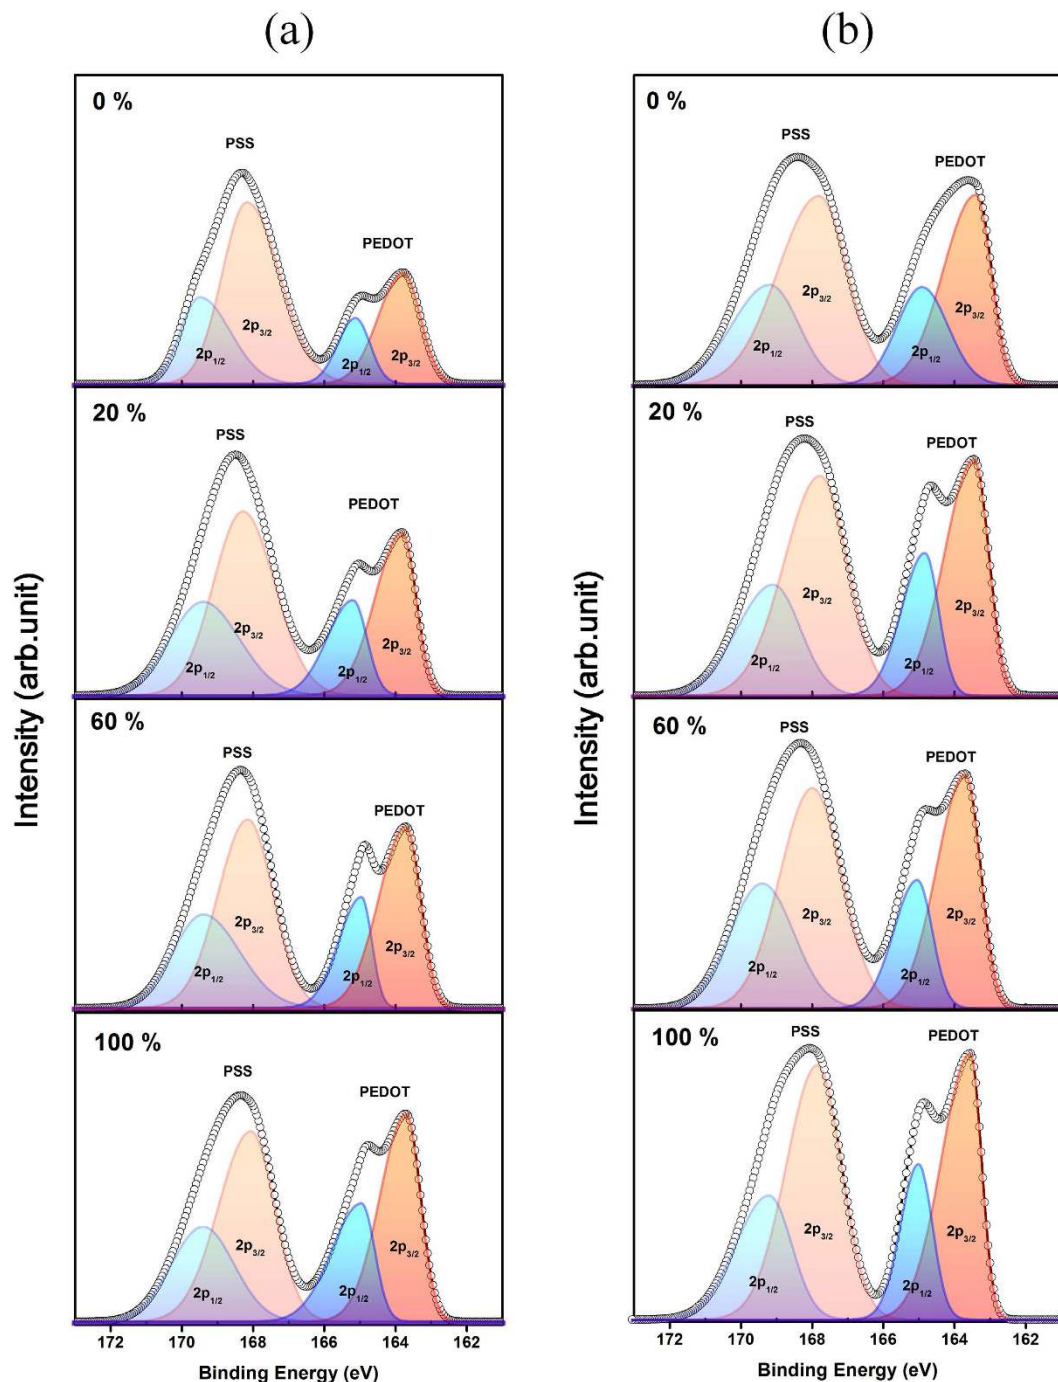 (a)
(b)
Intensity (arb.unit)
0 %
PSS
PEDOT
2p1/2
2p3/2
2p1/2
2p3/2
20 %
PSS
PEDOT
2p1/2
2p3/2
2p1/2
2p3/2
60 %
PSS
PEDOT
2p1/2
2p3/2
2p1/2
2p3/2
100 %
PSS
PEDOT
2p1/2
2p3/2
2p1/2
2p3/2
172 170 168 166 164 162
Binding Energy (eV)
Intensity (arb.unit)
0 %
PSS
PEDOT
2p1/2
2p3/2
2p1/2
2p3/2
20 %
PSS
PEDOT
2p1/2
2p3/2
2p1/2
2p3/2
60 %
PSS
PEDOT
2p1/2
2p3/2
2p1/2
2p3/2
100 %
PSS
PEDOT
2p1/2
2p3/2
2p1/2
2p3/2
172 170 168 166 164 162
Binding Energy (eV)